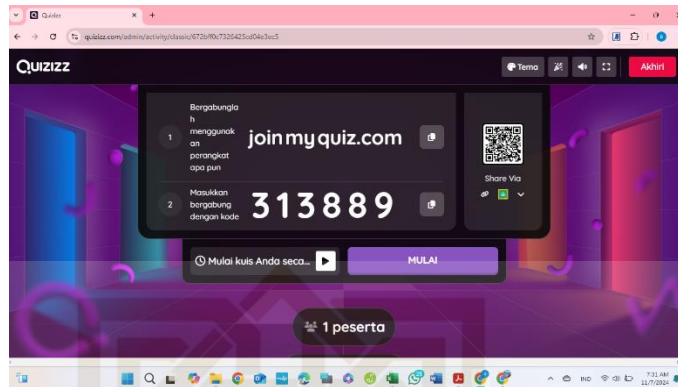 Quizizz
quizizz.com/admin/activity/classic/672bff0c7326425cd04e3ec5
QUIZIZZ
Tema
Akhiri
1
Bergabungla
h
menggunak
an
perangkat
apa pun
joinmyquiz.com
2
Masukkan
bergabung
dengan kode
313889
Share Via
Mulai kuis Anda seca...
MULAI
1 peserta
IND
7:31 AM
11/7/2024